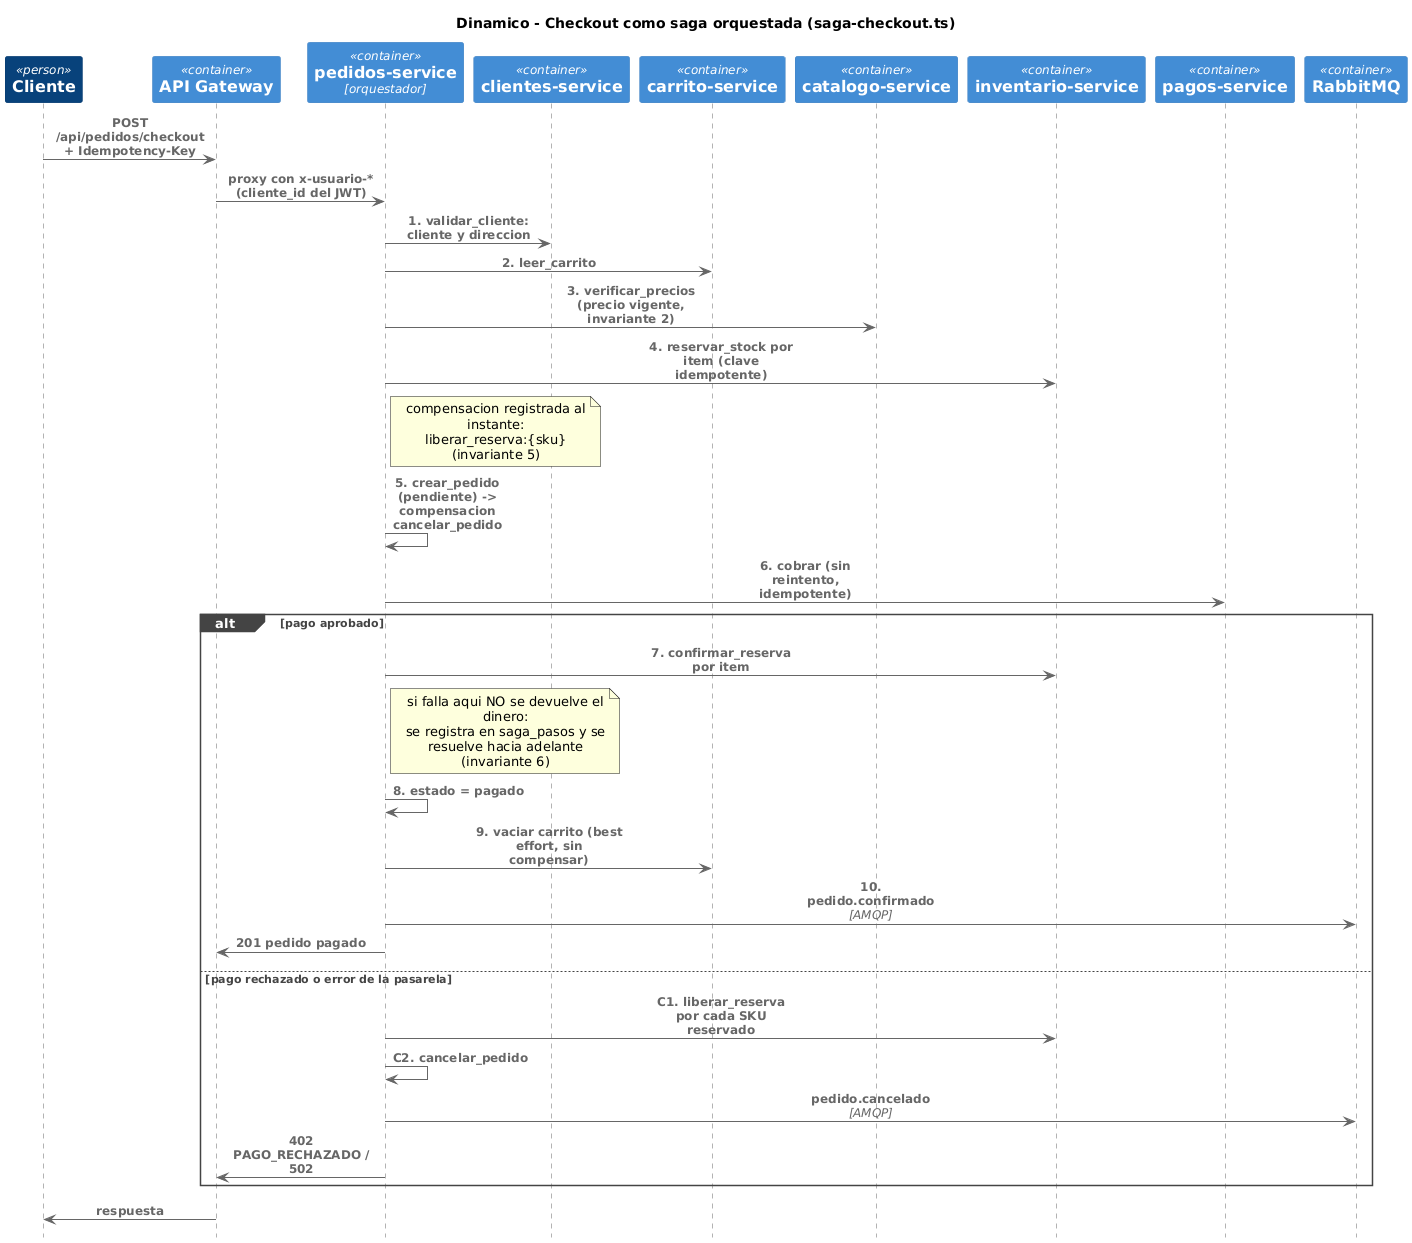 Dinamico - Checkout como saga orquestada (saga-checkout.ts)
«person»
Cliente
«container»
API Gateway
«container»
pedidos-service
[orquestador]
«container»
clientes-service
«container»
carrito-service
«container»
catalogo-service
«container»
inventario-service
«container»
pagos-service
«container»
RabbitMQ
POST
/api/pedidos/checkout
+ Idempotency-Key
proxy con x-usuario-*
(cliente_id del JWT)
1. validar_cliente:
cliente y direccion
2. leer_carrito
3. verificar_precios
(precio vigente,
invariante 2)
4. reservar_stock por
item (clave
idempotente)
compensacion registrada al
instante:
liberar_reserva:{sku}
(invariante 5)
5. crear_pedido
(pendiente) ->
compensacion
cancelar_pedido
6. cobrar (sin
reintento,
idempotente)
alt
[pago aprobado]
7. confirmar_reserva
por item
si falla aqui NO se devuelve el
dinero:
se registra en saga_pasos y se
resuelve hacia adelante
(invariante 6)
8. estado = pagado
9. vaciar carrito (best
effort, sin
compensar)
10.
pedido.confirmado
[AMQP]
201 pedido pagado
[pago rechazado o error de la pasarela]
C1. liberar_reserva
por cada SKU
reservado
C2. cancelar_pedido
pedido.cancelado
[AMQP]
402
PAGO_RECHAZADO /
502
respuesta